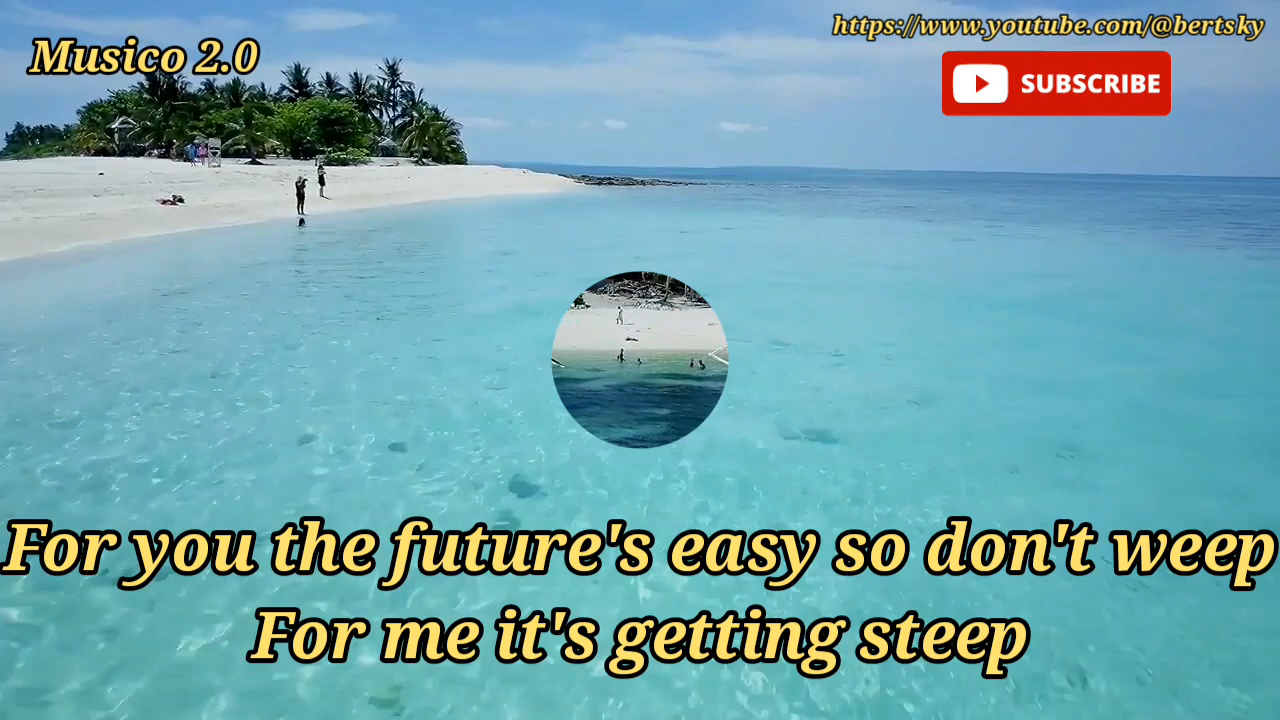 Musico 2.0
https://www.youtube.com/@bertsky
SUBSCRIBE
For you the future's easy so don't weep
For me it's getting steep